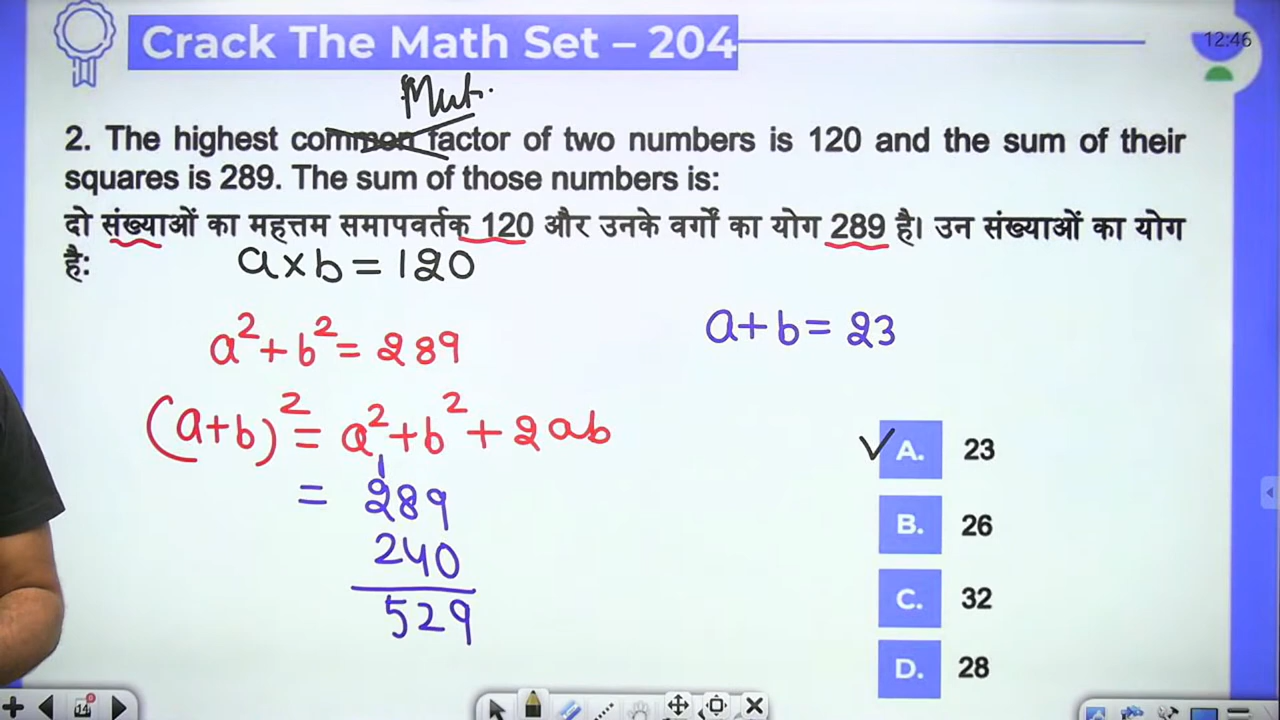 Crack The Math Set – 204
12:46
Mut.
2. The highest common factor of two numbers is 120 and the sum of their
squares is 289. The sum of those numbers is:
दो संख्याओं का महत्तम समापवर्तक 120 और उनके वर्गों का योग 289 है। उन संख्याओं का योग
है:
a×b = 120
a²+b² = 289
a+b = 23
(a+b)² = a²+b²+2ab
1
= 289
240
529
A. 23
B. 26
C. 32
D. 28
14